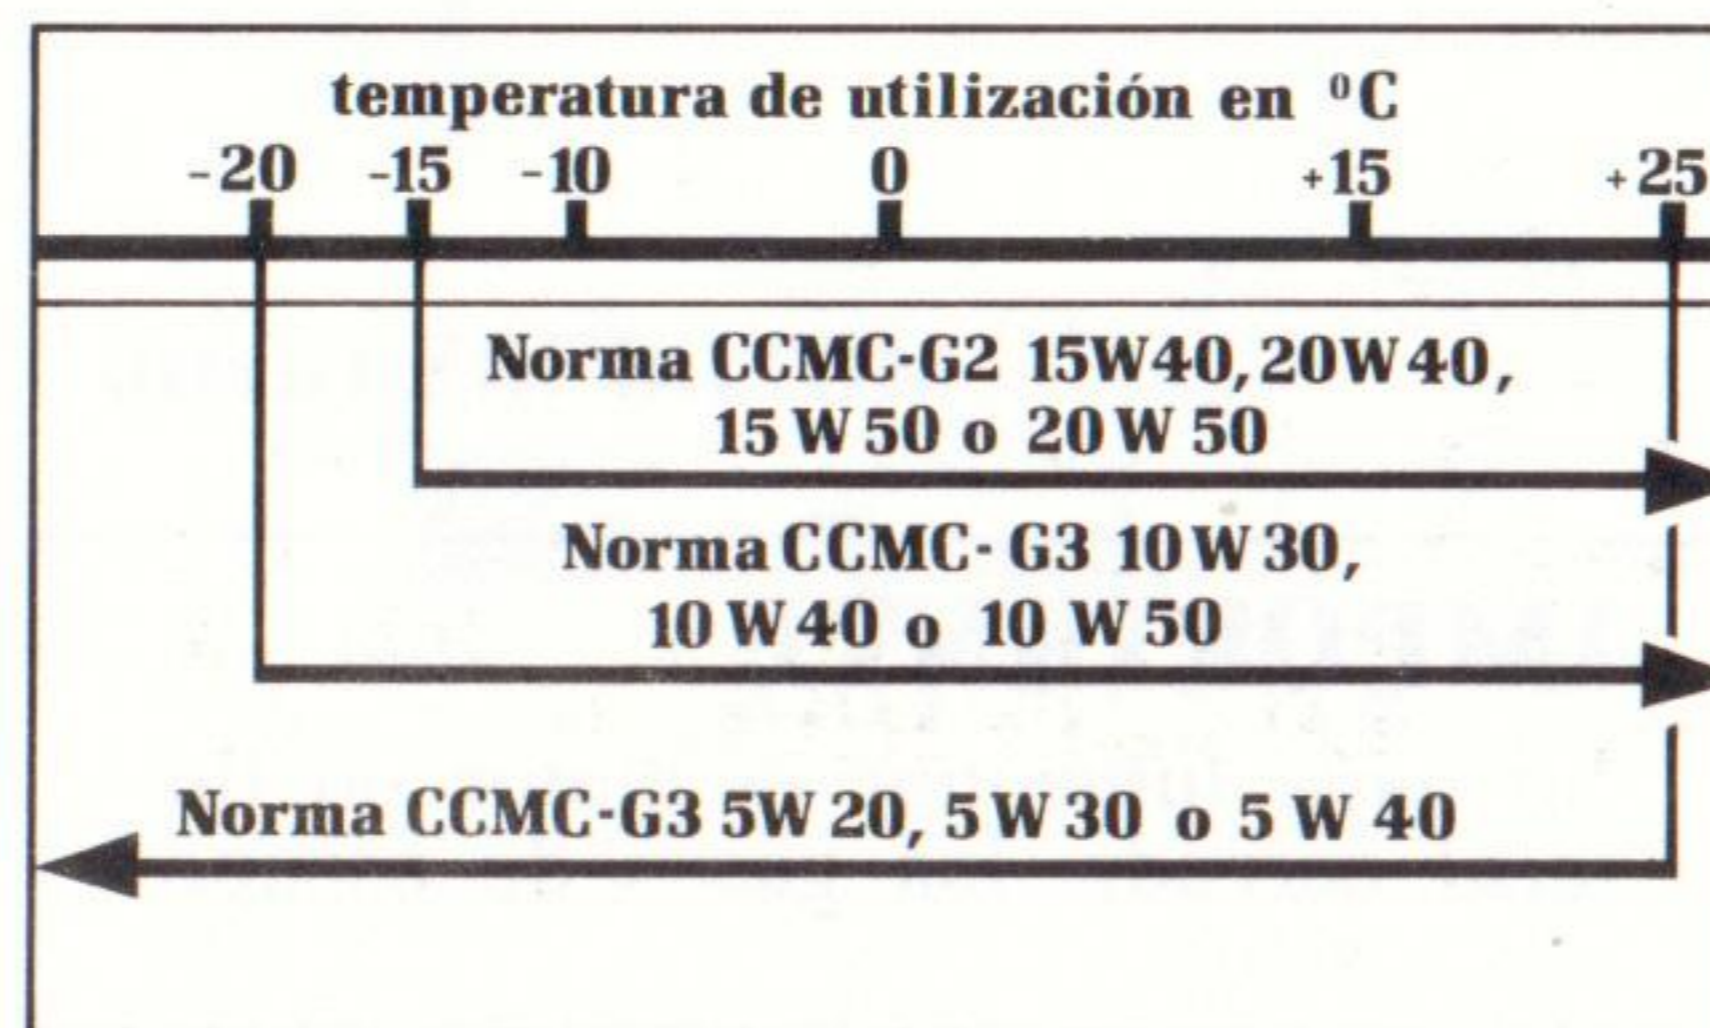 temperatura de utilización en °C
-20 -15 -10 0 +15 +25
Norma CCMC-G2 15W40, 20W40,
15 W 50 o 20 W 50
Norma CCMC-G3 10 W 30,
10 W 40 o 10 W 50
Norma CCMC-G3 5W 20, 5 W 30 o 5 W 40